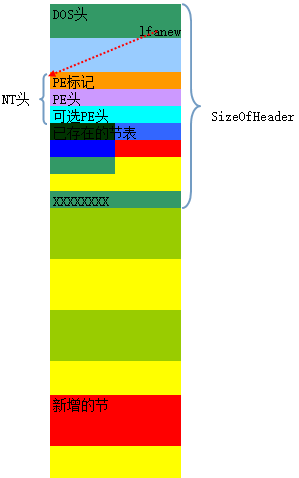 DOS头
lfanew
PE标记
NT头
PE头
可选PE头
SizeOfHeader
已存在的节表
XXXXXXXX
新增的节